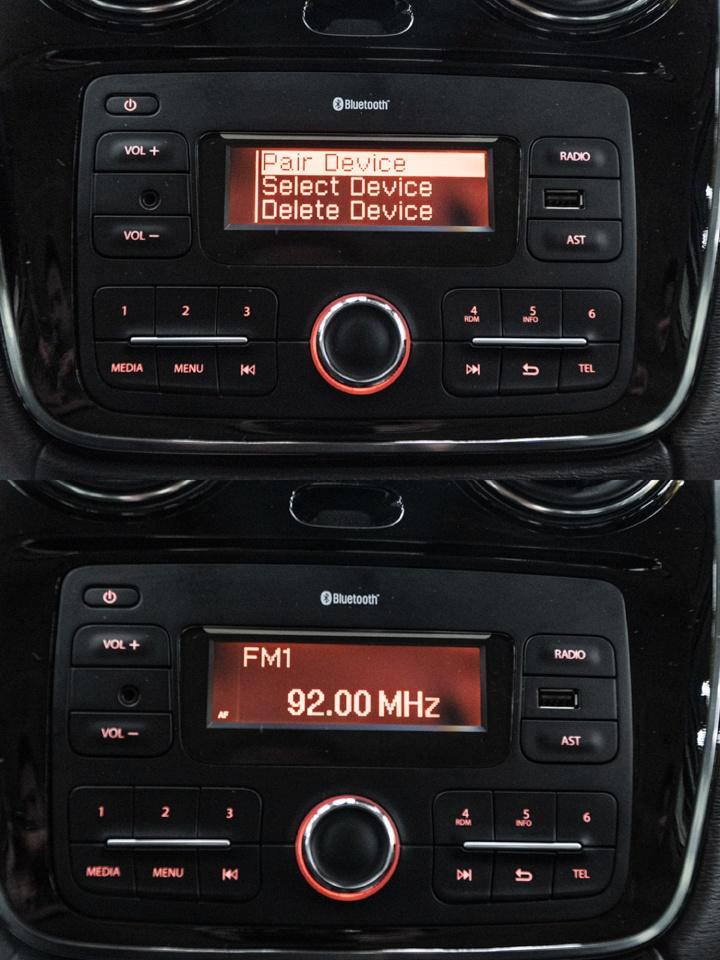 Bluetooth
VOL +
Pair Device
RADIO
Select Device
Delete Device
VOL −
AST
1 2 3
4 RDM 5 INFO 6
MEDIA MENU
TEL
Bluetooth
VOL +
FM1
RADIO
92.00 MHz
AF
VOL −
AST
1 2 3
4 RDM 5 INFO 6
MEDIA MENU
TEL